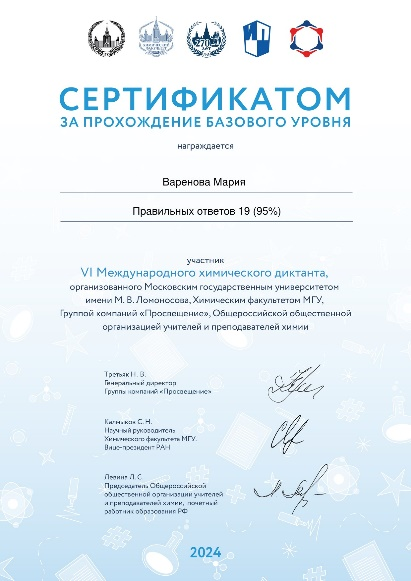 СЕРТИФИКАТОМ
ЗА ПРОХОЖДЕНИЕ БАЗОВОГО УРОВНЯ
награждается
Варенова Мария
Правильных ответов 19 (95%)
участник
VI Международного химического диктанта,
организованного Московским государственным университетом
имени М. В. Ломоносова, Химическим факультетом МГУ,
Группой компаний «Просвещение», Общероссийской общественной
организацией учителей и преподавателей химии
Третьяк Н. В.
Генеральный директор
Группы компаний «Просвещение»
Калмыков С. Н.
Научный руководитель
Химического факультета МГУ,
Вице-президент РАН
Левина Л. С.
Председатель Общероссийской
общественной организации учителей
и преподавателей химии, почётный
работник образования РФ
2024